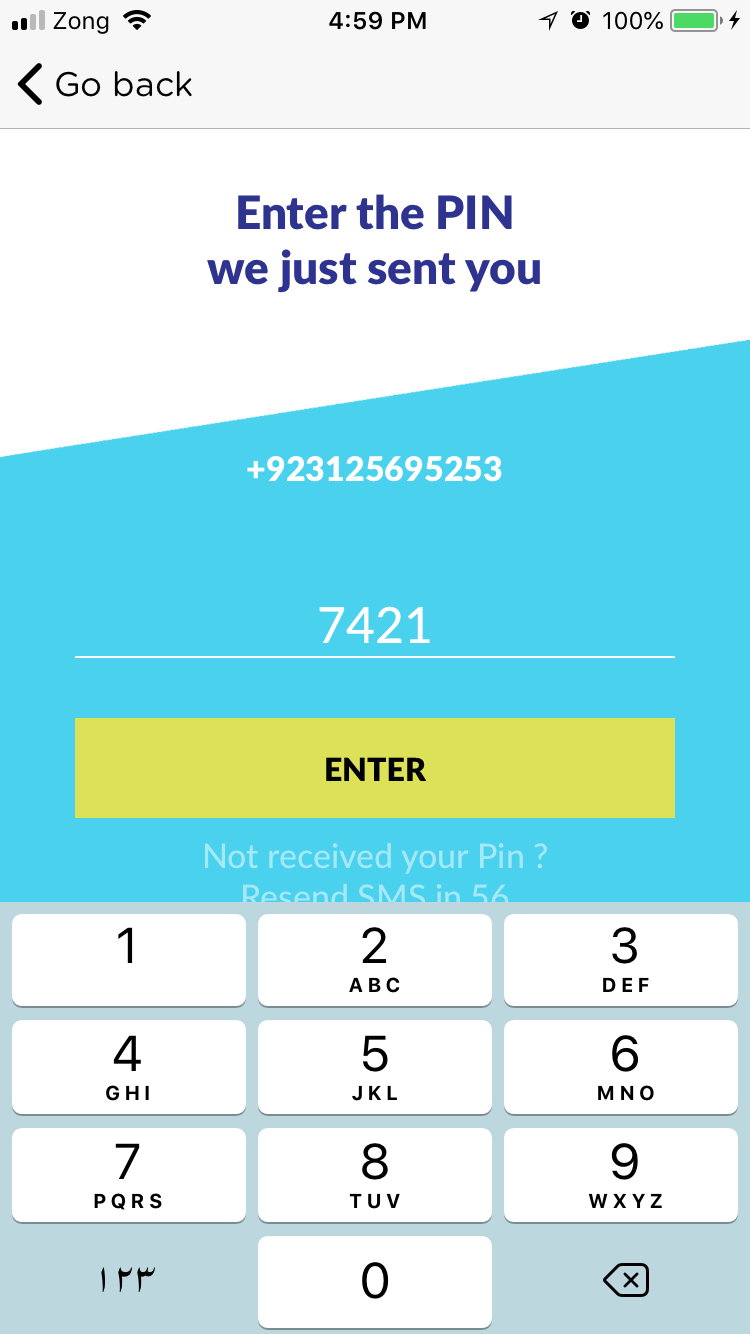 Zong 4:59 PM 100%
Go back
Enter the PIN
we just sent you
+923125695253
7421
ENTER
Not received your Pin ?
Resend SMS in 56
1 2 3
ABC DEF
4 5 6
GHI JKL MNO
7 8 9
PQRS TUV WXYZ
۱۲۳ 0